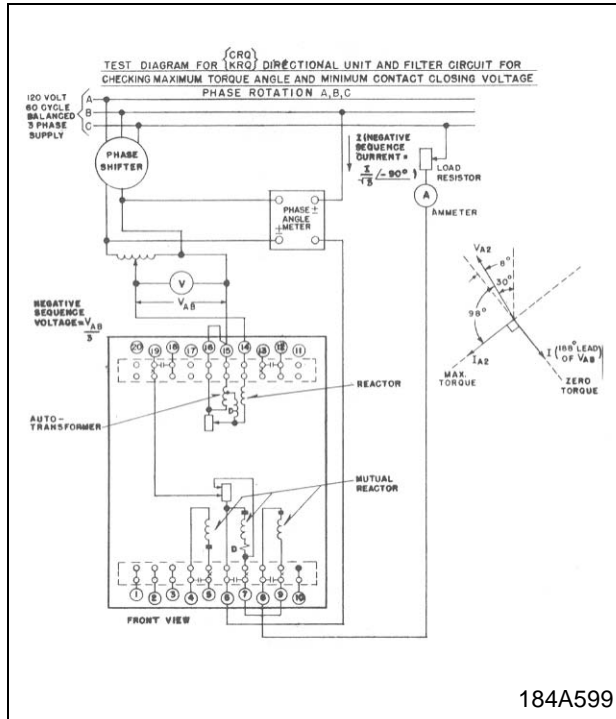 TEST DIAGRAM FOR {CRQ KRQ} DIRECTIONAL UNIT AND FILTER CIRCUIT FOR
CHECKING MAXIMUM TORQUE ANGLE AND MINIMUM CONTACT CLOSING VOLTAGE
PHASE ROTATION A,B,C
120 VOLT
60 CYCLE
BALANCED
3 PHASE
SUPPLY
A
B
C
PHASE
SHIFTER
I (NEGATIVE
SEQUENCE
CURRENT=
I/√3 /-90° )
LOAD
RESISTOR
A
AMMETER
PHASE ±
ANGLE
METER
±
V
VAB
NEGATIVE
SEQUENCE
VOLTAGE=VAB/3
VA2
8°
30°
98°
IA2
MAX.
TORQUE
I (188° LEAD
OF VAB)
ZERO
TORQUE
20 19 18 17 16 15 14 13 12 11
REACTOR
AUTO-
TRANSFORMER
D
MUTUAL
REACTOR
D
1 2 3 4 5 6 7 8 9 10
FRONT VIEW
184A599